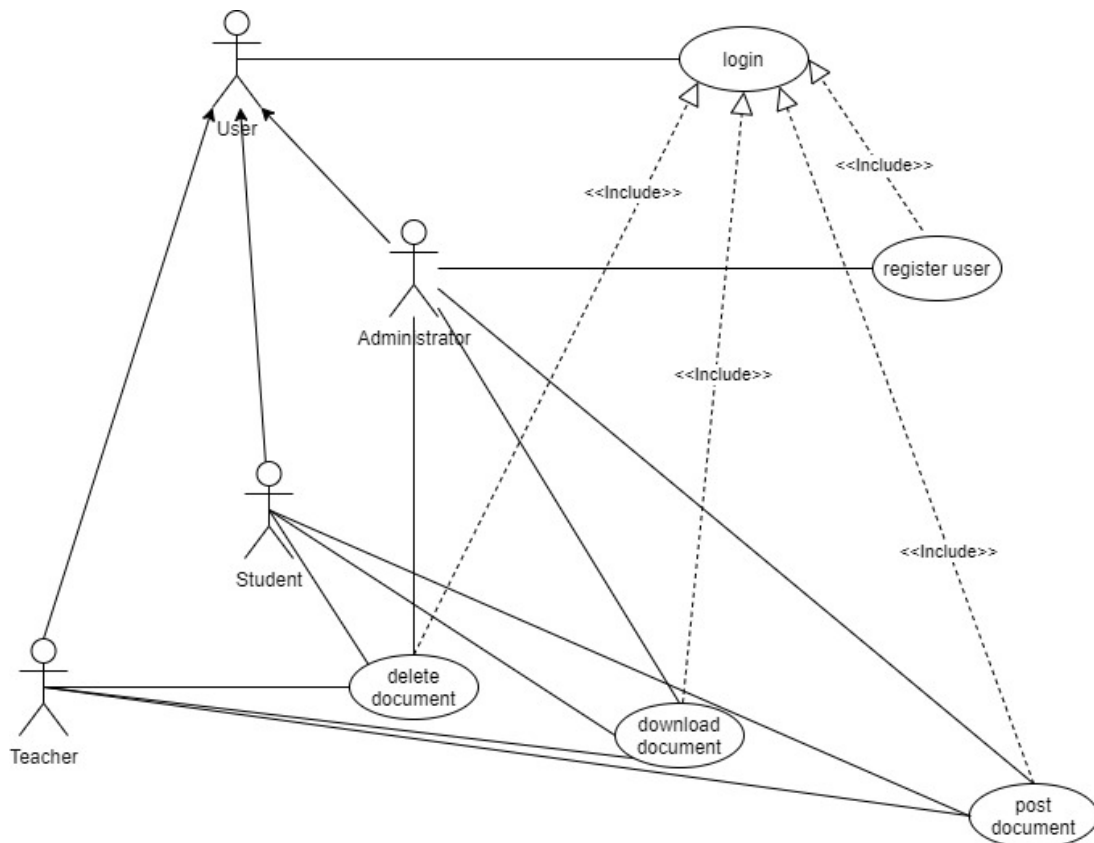 login
User
<<Include>>
<<Include>>
register user
Administrator
<<Include>>
<<Include>>
Student
delete
document
download
document
Teacher
post
document